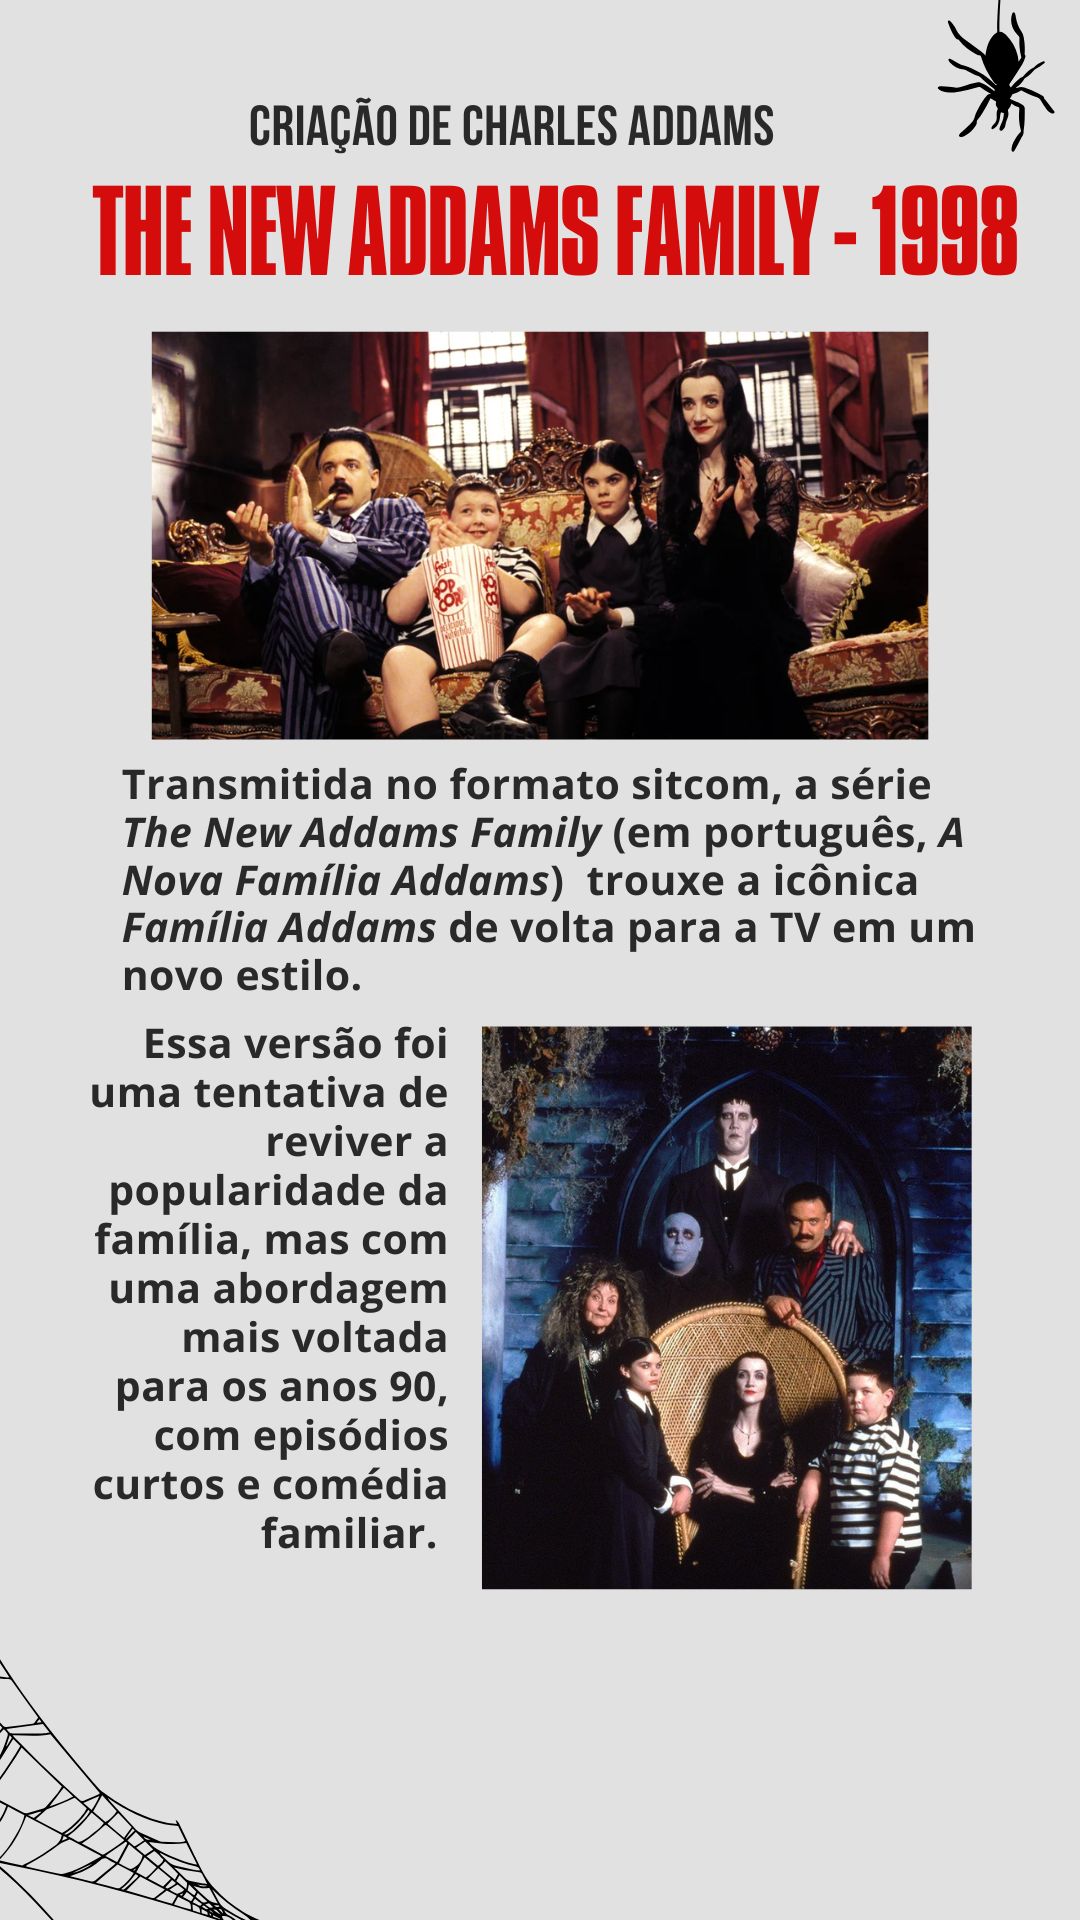 CRIAÇÃO DE CHARLES ADDAMS
THE NEW ADDAMS FAMILY - 1998
fresh
POP
CORN
Transmitida no formato sitcom, a série
The New Addams Family (em português, A
Nova Família Addams)  trouxe a icônica
Família Addams de volta para a TV em um
novo estilo.
Essa versão foi
uma tentativa de
reviver a
popularidade da
família, mas com
uma abordagem
mais voltada
para os anos 90,
com episódios
curtos e comédia
familiar.